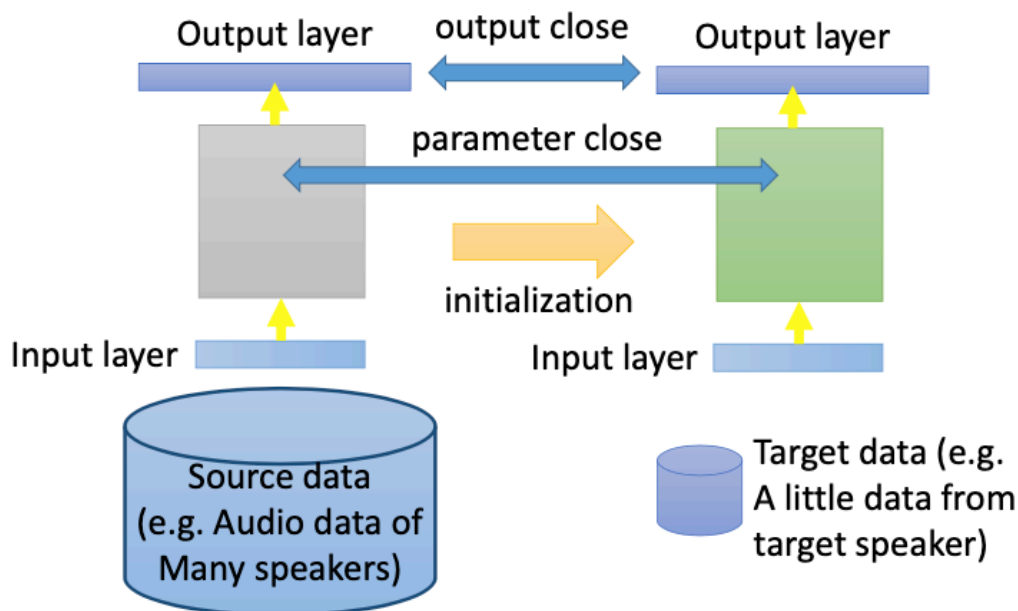 Output layer
output close
Output layer
parameter close
initialization
Input layer
Input layer
Source data
(e.g. Audio data of
Many speakers)
Target data (e.g.
A little data from
target speaker)